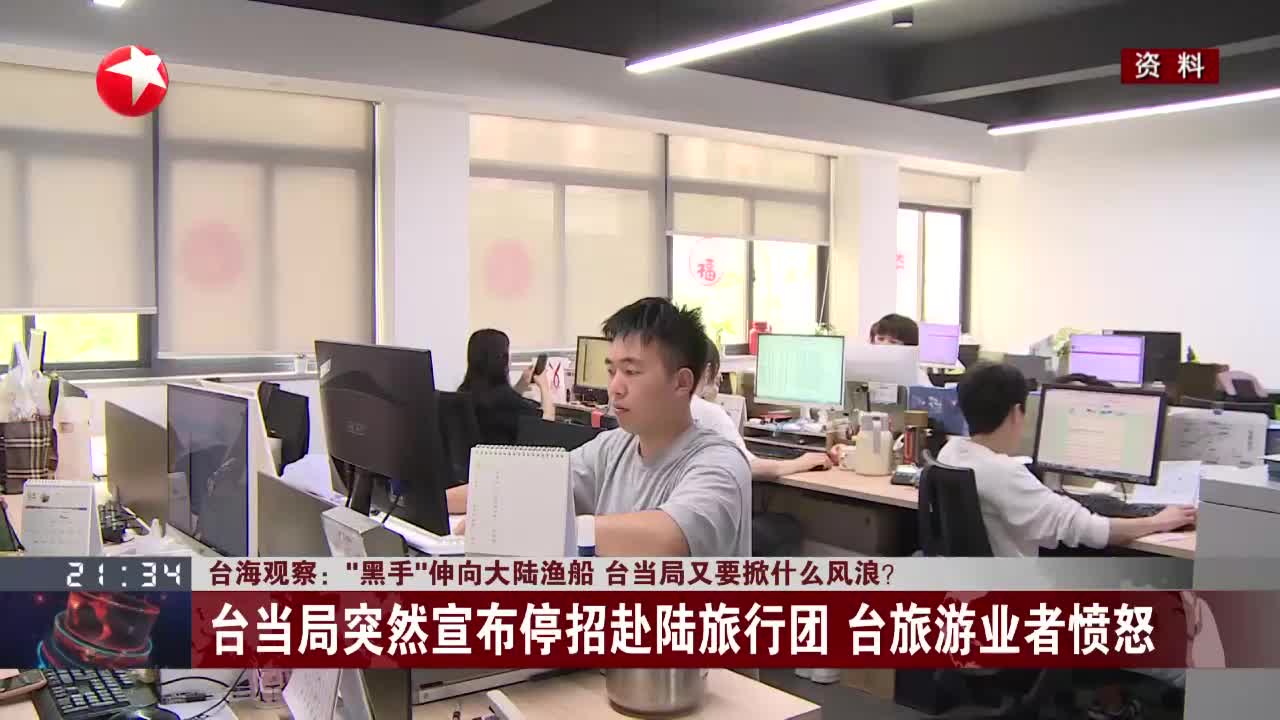 资料
福
21:34
台海观察："黑手"伸向大陆渔船 台当局又要掀什么风浪?
台当局突然宣布停招赴陆旅行团 台旅游业者愤怒